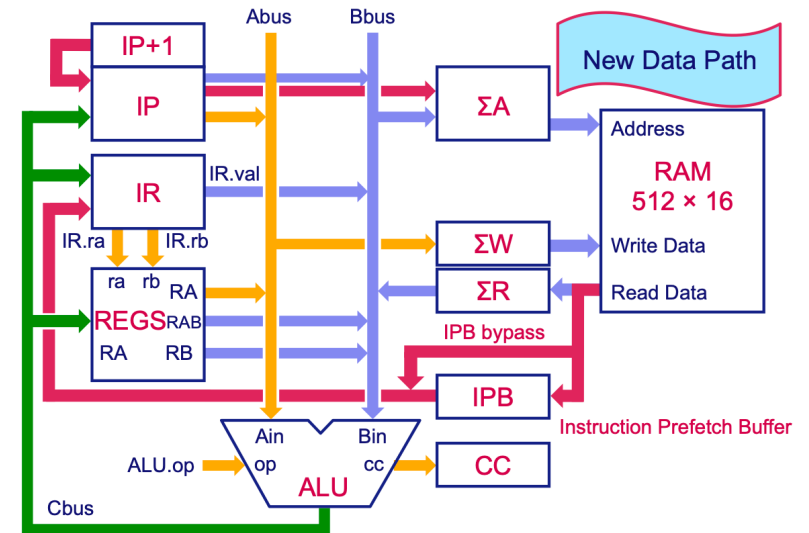 Abus
Bbus
IP+1
New Data Path
IP
ΣA
Address
RAM
512 × 16
IR
IR.val
IR.ra
IR.rb
ΣW
Write Data
ra
rb
RA
ΣR
Read Data
REGS
RAB
IPB bypass
RA
RB
IPB
Instruction Prefetch Buffer
Ain
Bin
ALU.op
op
cc
CC
ALU
Cbus